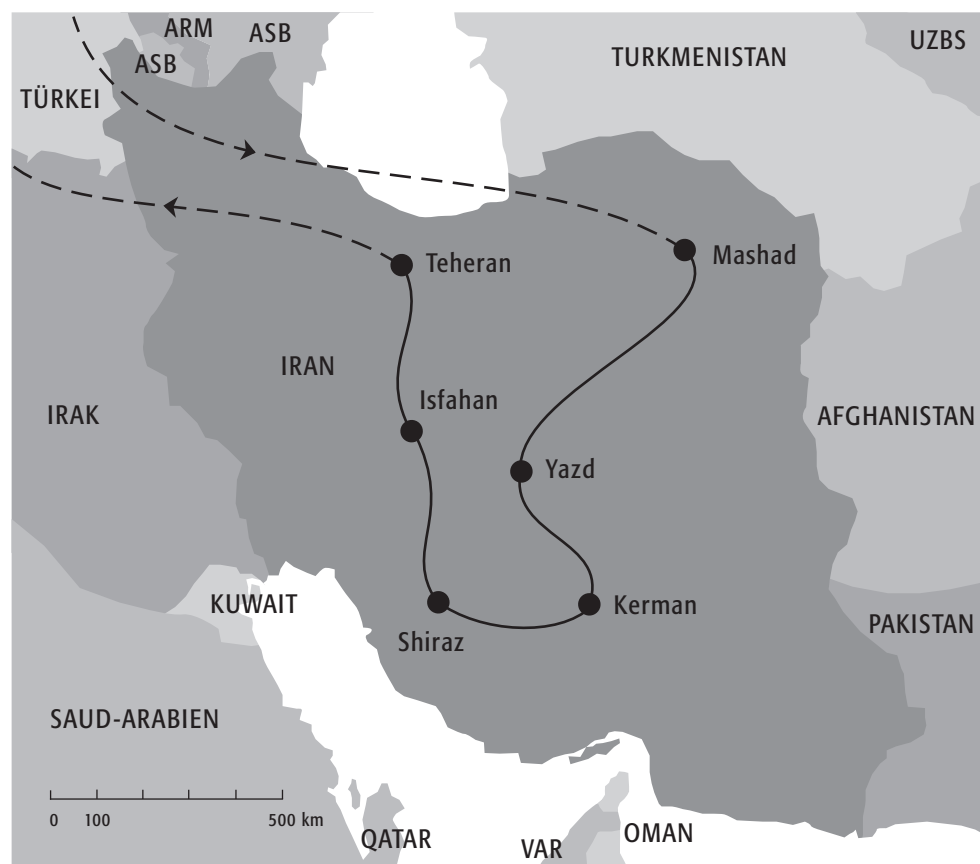 ARM
ASB
ASB
UZBS
TURKMENISTAN
TÜRKEI
Teheran
Mashad
IRAN
Isfahan
IRAK
AFGHANISTAN
Yazd
KUWAIT
Kerman
Shiraz
PAKISTAN
SAUD-ARABIEN
0 100 500 km
QATAR
VAR
OMAN